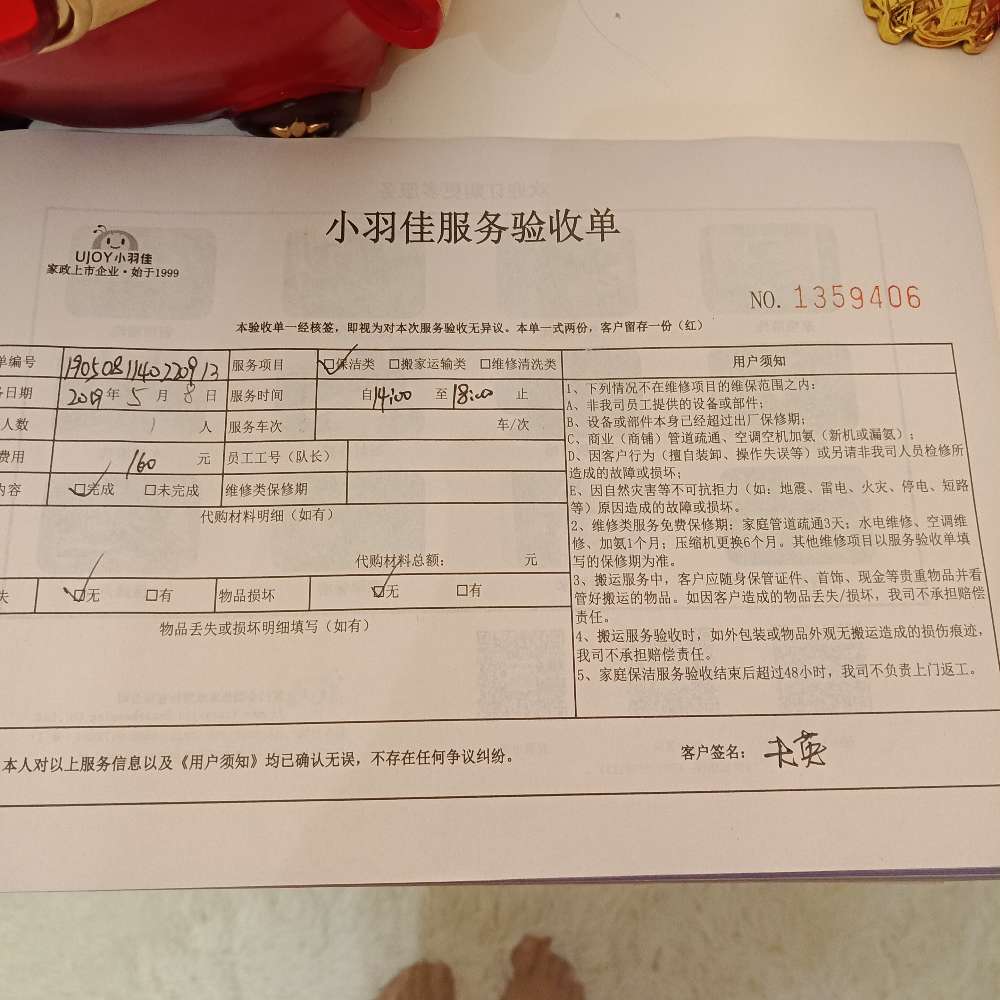 小羽佳服务验收单
UJOY小羽佳
家政上市企业·始于1999
NO. 1359406
本验收单一经核签，即视为对本次服务验收无异议。本单一式两份，客户留存一份（红）
单编号 1905081140220913 服务项目 □保洁类 □搬家运输类 □维修清洗类
日期 2019年5月8日 服务时间 自14:00 至18:00 止
人数 1 人 服务车次 车/次
费用 160 元 员工工号（队长）
内容 □完成 □未完成 维修类保修期
代购材料明细（如有）
代购材料总额： 元
失 □无 □有 物品损坏 □无 □有
物品丢失或损坏明细填写（如有）
用户须知
1、下列情况不在维修项目的维保范围之内：
A、非我司员工提供的设备或部件；
B、设备或部件本身已经超过出厂保修期；
C、商业（商铺）管道疏通、空调空机加氨（新机或漏氨）；
D、因客户行为（擅自装卸、操作失误等）或另请非我司人员检修所
造成的故障或损坏；
E、因自然灾害等不可抗拒力（如：地震、雷电、火灾、停电、短路
等）原因造成的故障或损坏。
2、维修类服务免费保修期：家庭管道疏通3天；水电维修、空调维
修、加氨1个月；压缩机更换6个月。其他维修项目以服务验收单填
写的保修期为准。
3、搬运服务中，客户应随身保管证件、首饰、现金等贵重物品并看
管好搬运的物品。如因客户造成的物品丢失/损坏，我司不承担赔偿
责任。
4、搬运服务验收时，如外包装或物品外观无搬运造成的损伤痕迹，
我司不承担赔偿责任。
5、家庭保洁服务验收结束后超过48小时，我司不负责上门返工。
本人对以上服务信息以及《用户须知》均已确认无误，不存在任何争议纠纷。
客户签名：